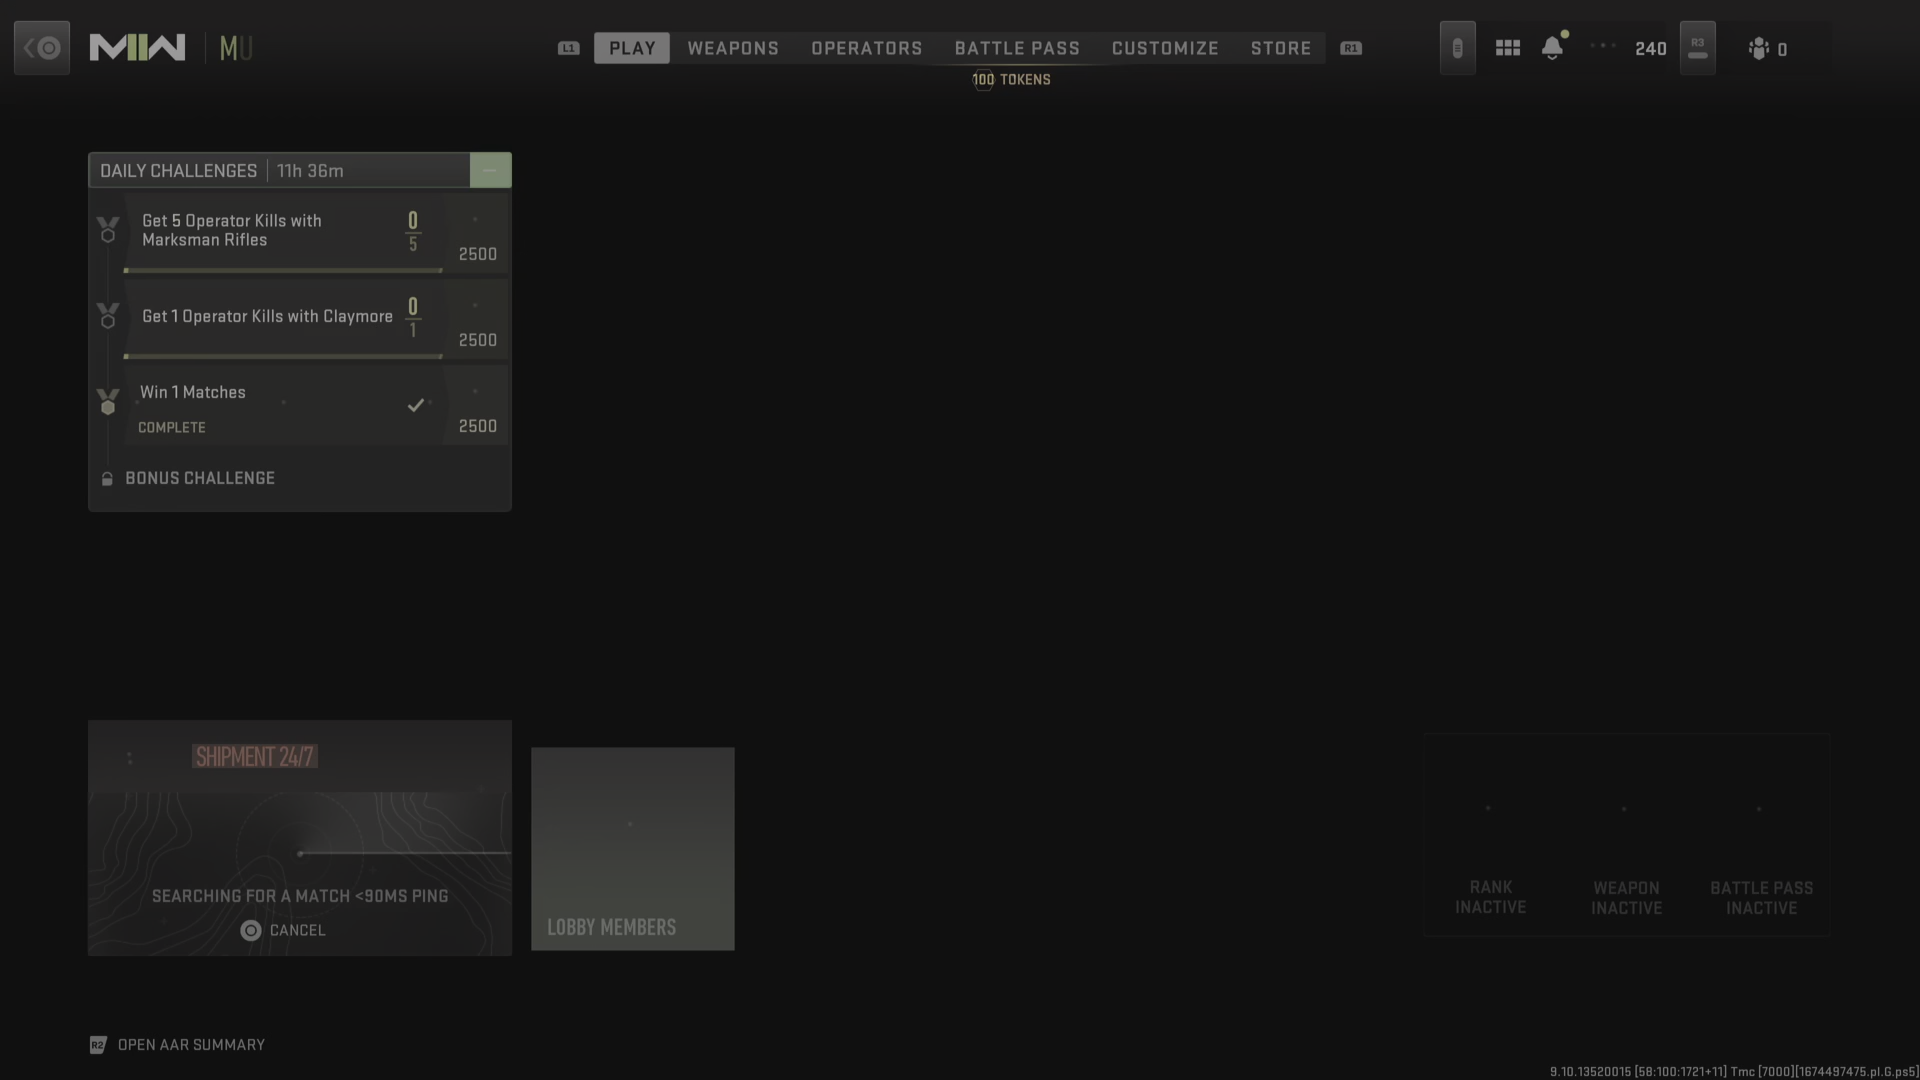 MW MU
L1 PLAY WEAPONS OPERATORS BATTLE PASS CUSTOMIZE STORE R1
240 R3 0
100 TOKENS
DAILY CHALLENGES 11h 36m
Get 5 Operator Kills with
Marksman Rifles
0
5
2500
Get 1 Operator Kills with Claymore
0
1
2500
Win 1 Matches
COMPLETE
2500
BONUS CHALLENGE
SHIPMENT 24/7
SEARCHING FOR A MATCH <90MS PING
CANCEL
LOBBY MEMBERS
RANK
INACTIVE
WEAPON
INACTIVE
BATTLE PASS
INACTIVE
R2 OPEN AAR SUMMARY
9.10.13520015 [58:100:1721+11] Tmc [7000][1674497475.pl.G.ps5]